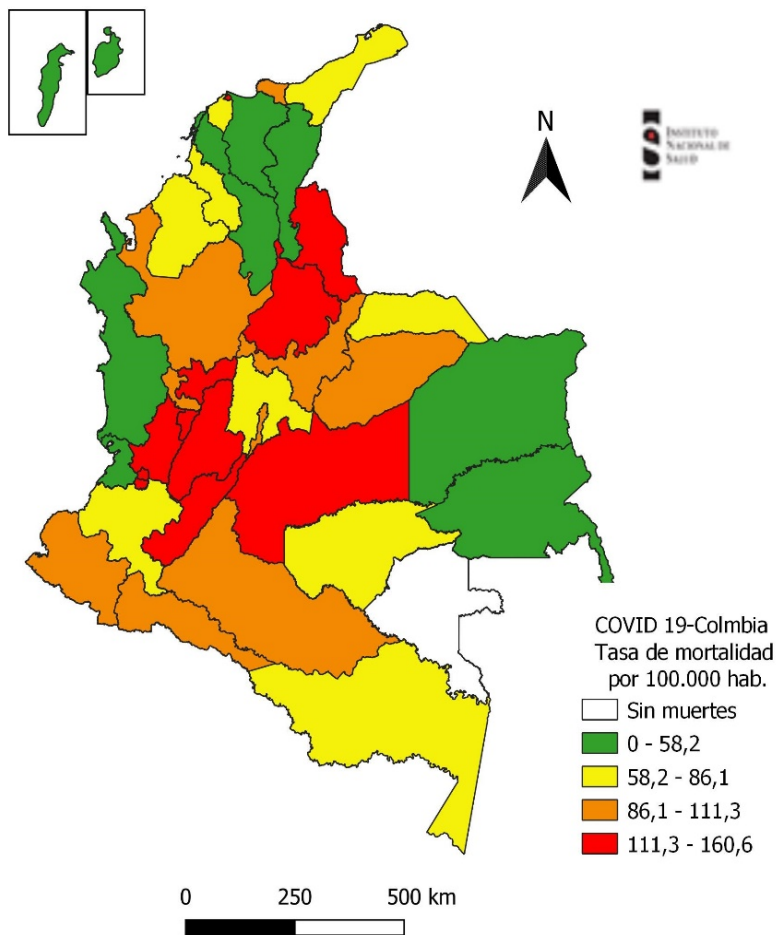 N
INSTITUTO
NACIONAL DE
SALUD
COVID 19-Colmbia
Tasa de mortalidad
por 100.000 hab.
Sin muertes
0 - 58,2
58,2 - 86,1
86,1 - 111,3
111,3 - 160,6
0 250 500 km